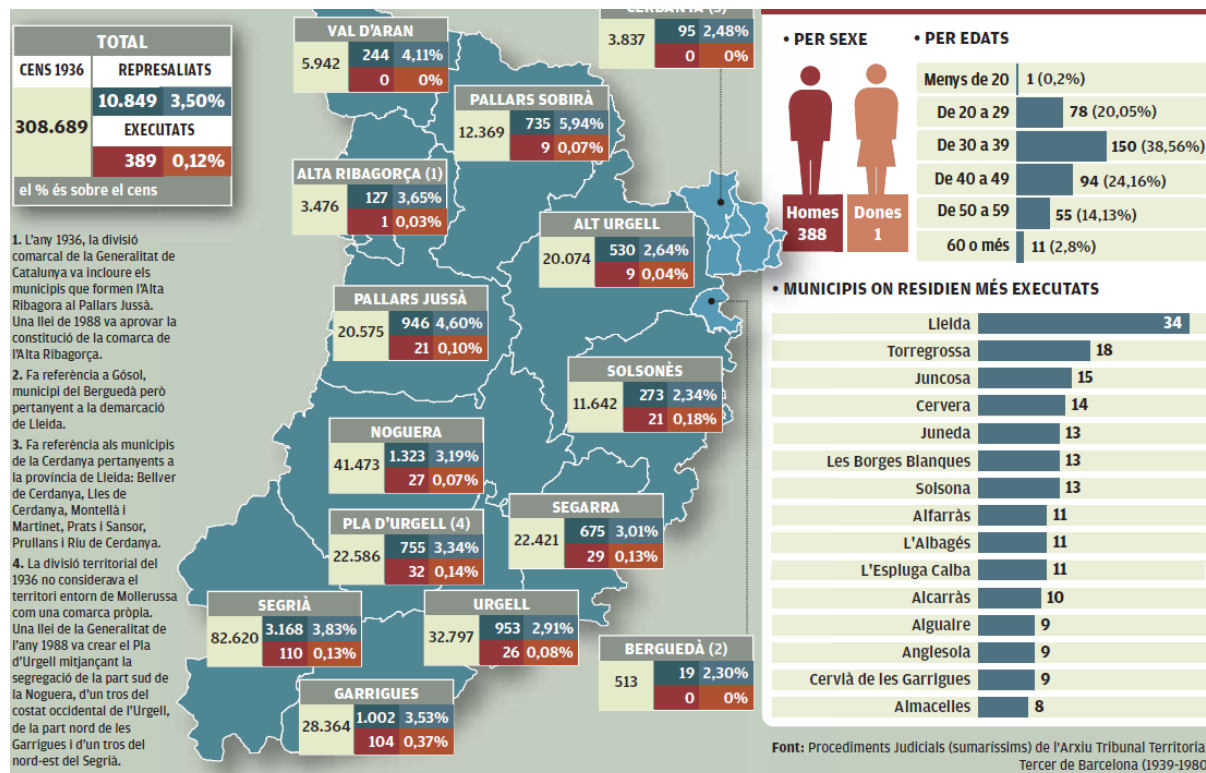 TOTAL
CENS 1936
REPRESALIATS
308.689
10.849 3,50%
EXECUTATS
389 0,12%
el % és sobre el cens
1. L'any 1936, la divisió
comarcal de la Generalitat de
Catalunya va incloure els
municipis que formen l'Alta
Ribagora al Pallars Jussà.
Una llei de 1988 va aprovar la
constitució de la comarca de
l'Alta Ribagorça.
2. Fa referència a Gósol,
municipi del Berguedà però
pertanyent a la demarcació
de Lleida.
3. Fa referència als municipis
de la Cerdanya pertanyents a
la província de Lleida: Bellver
de Cerdanya, Lles de
Cerdanya, Montellà i
Martinet, Prats i Sansor,
Prullans i Riu de Cerdanya.
4. La divisió territorial del
1936 no considerava el
territori entorn de Mollerussa
com una comarca pròpia.
Una llei de la Generalitat de
l'any 1988 va crear el Pla
d'Urgell mitjançant la
segregació de la part sud de
la Noguera, d'un tros del
costat occidental de l'Urgell,
de la part nord de les
Garrigues i d'un tros del
nord-est del Segrià.
VAL D'ARAN
5.942
244 4,11%
0 0%
CERDANYA (3)
3.837
95 2,48%
0 0%
PALLARS SOBIRÀ
12.369
735 5,94%
9 0,07%
ALTA RIBAGORÇA (1)
3.476
127 3,65%
1 0,03%
ALT URGELL
20.074
530 2,64%
9 0,04%
PALLARS JUSSÀ
20.575
946 4,60%
21 0,10%
SOLSONÈS
11.642
273 2,34%
21 0,18%
NOGUERA
41.473
1.323 3,19%
27 0,07%
SEGARRA
22.421
675 3,01%
29 0,13%
PLA D'URGELL (4)
22.586
755 3,34%
32 0,14%
SEGRIÀ
82.620
3.168 3,83%
110 0,13%
URGELL
32.797
953 2,91%
26 0,08%
BERGUEDÀ (2)
513
19 2,30%
0 0%
GARRIGUES
28.364
1.002 3,53%
104 0,37%
• PER SEXE
Homes
388
Dones
1
• PER EDATS
Menys de 20 1 (0,2%)
De 20 a 29 78 (20,05%)
De 30 a 39 150 (38,56%)
De 40 a 49 94 (24,16%)
De 50 a 59 55 (14,13%)
60 o més 11 (2,8%)
• MUNICIPIS ON RESIDIEN MÉS EXECUTATS
Lleida 34
Torregrossa 18
Juncosa 15
Cervera 14
Juneda 13
Les Borges Blanques 13
Solsona 13
Alfarràs 11
L'Albagés 11
L'Espluga Calba 11
Alcarràs 10
Alguaire 9
Anglesola 9
Cervià de les Garrigues 9
Almacelles 8
Font: Procediments Judicials (sumaríssims) de l'Arxiu Tribunal Territorial
Tercer de Barcelona (1939-1980)